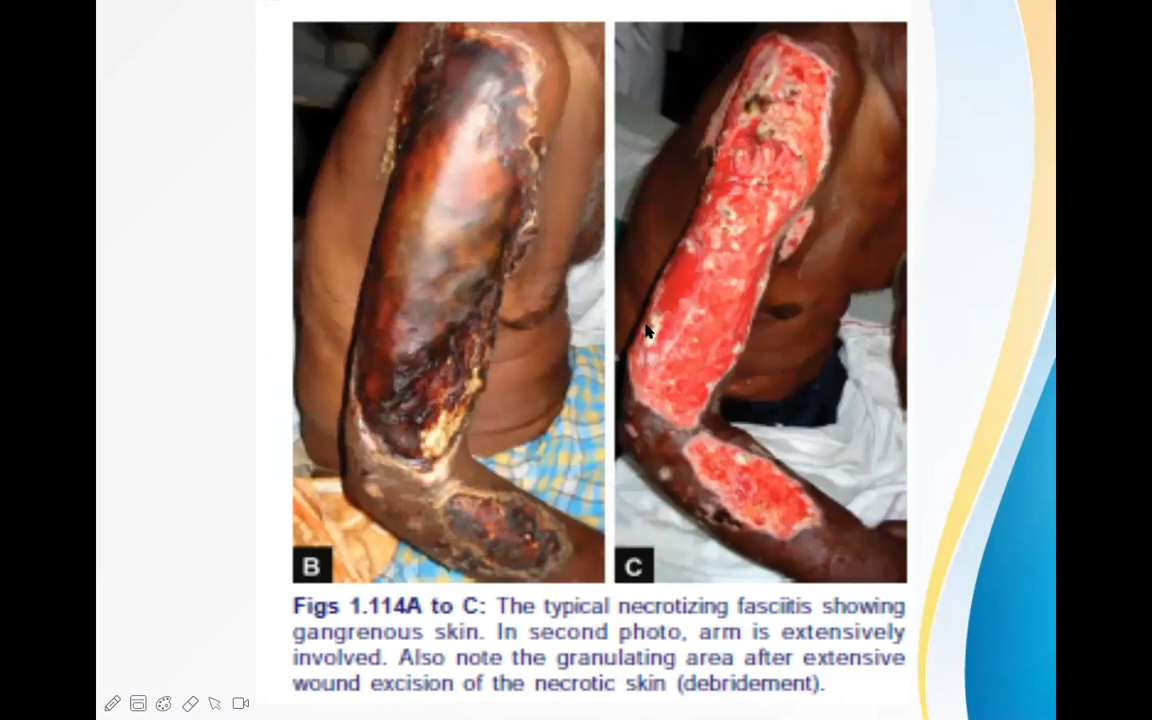 B
C
Figs 1.114A to C: The typical necrotizing fasciitis showing
gangrenous skin. In second photo, arm is extensively
involved. Also note the granulating area after extensive
wound excision of the necrotic skin (debridement).